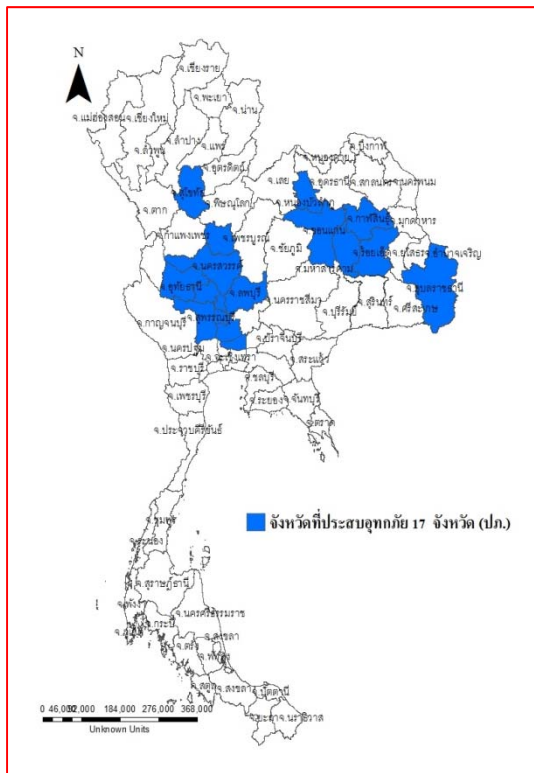 N
จ.เชียงราย
จ.พะเยา
จ.น่าน
จ.แม่ฮ่องสอน
จ.เชียงใหม่
จ.ลำปาง
จ.แพร่
จ.ลำพูน
จ.อุตรดิตถ์
จ.สุโขทัย
จ.ตาก
จ.พิษณุโลก
จ.เลย
จ.หนองคาย
จ.บึงกาฬ
จ.อุดรธานี
จ.สกลนคร
จ.นครพนม
จ.หนองบัวลำภู
จ.กาฬสินธุ์
จ.มุกดาหาร
จ.กำแพงเพชร
จ.เพชรบูรณ์
จ.ขอนแก่น
จ.ชัยภูมิ
จ.มหาสารคาม
จ.ร้อยเอ็ด
จ.ยโสธร
จ.อำนาจเจริญ
จ.นครสวรรค์
จ.อุทัยธานี
จ.ลพบุรี
จ.นครราชสีมา
จ.บุรีรัมย์
จ.สุรินทร์
จ.ศรีสะเกษ
จ.อุบลราชธานี
จ.สุพรรณบุรี
จ.กาญจนบุรี
จ.ปราจีนบุรี
จ.นครปฐม
จ.ฉะเชิงเทรา
จ.สระแก้ว
จ.ราชบุรี
จ.ชลบุรี
จ.เพชรบุรี
จ.ระยอง
จ.จันทบุรี
จ.ตราด
จ.ประจวบคีรีขันธ์
จ.ชุมพร
จ.ระนอง
จังหวัดที่ประสบอุทกภัย 17 จังหวัด (ปภ.)
จ.สุราษฎ์ธานี
จ.พังงา
จ.กระบี่
จ.นครศรีธรรมราช
จ.ตรัง
จ.สงขลา
จ.สตูล
จ.สงขลา
จ.ปัตตานี
จ.ยะลา
จ.นราธิวาส
0 46,000 92,000 184,000 276,000 368,000
Unknown Units